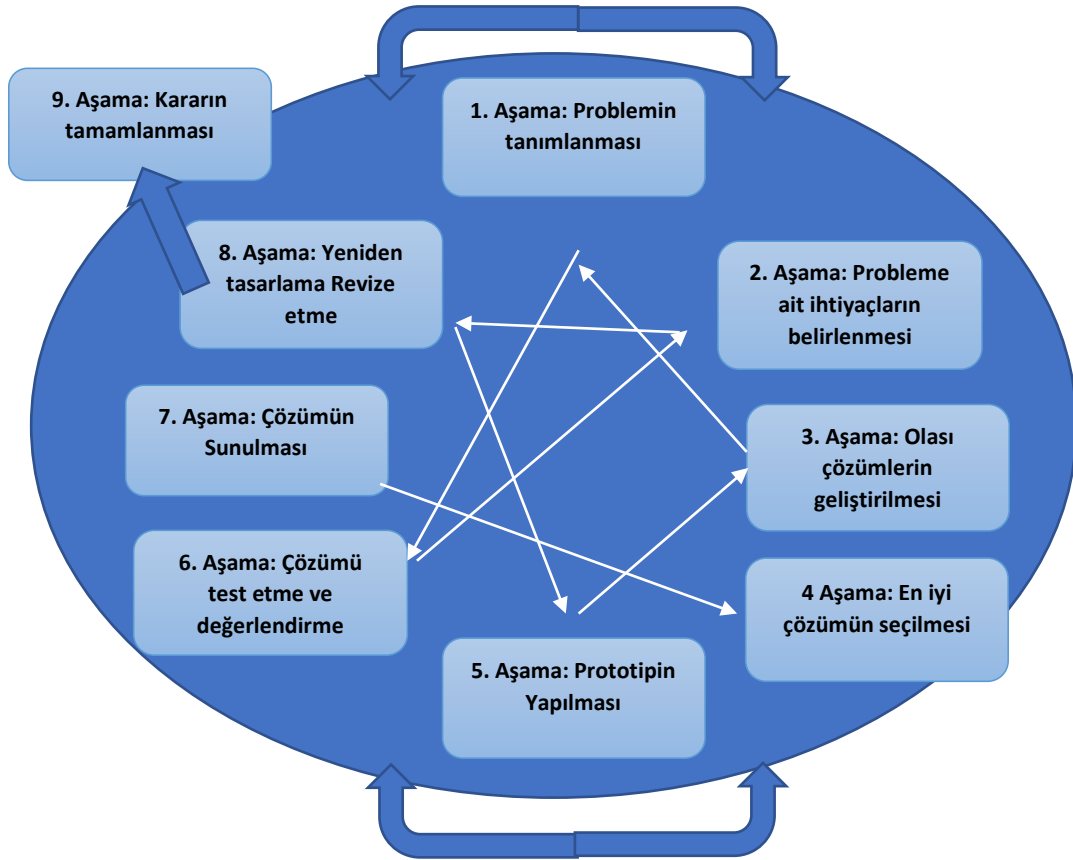 9. Aşama: Kararın
tamamlanması
1. Aşama: Problemin
tanımlanması
8. Aşama: Yeniden
tasarlama Revize
etme
2. Aşama: Probleme
ait ihtiyaçların
belirlenmesi
7. Aşama: Çözümün
Sunulması
3. Aşama: Olası
çözümlerin
geliştirilmesi
6. Aşama: Çözümü
test etme ve
değerlendirme
4 Aşama: En iyi
çözümün seçilmesi
5. Aşama: Prototipin
Yapılması